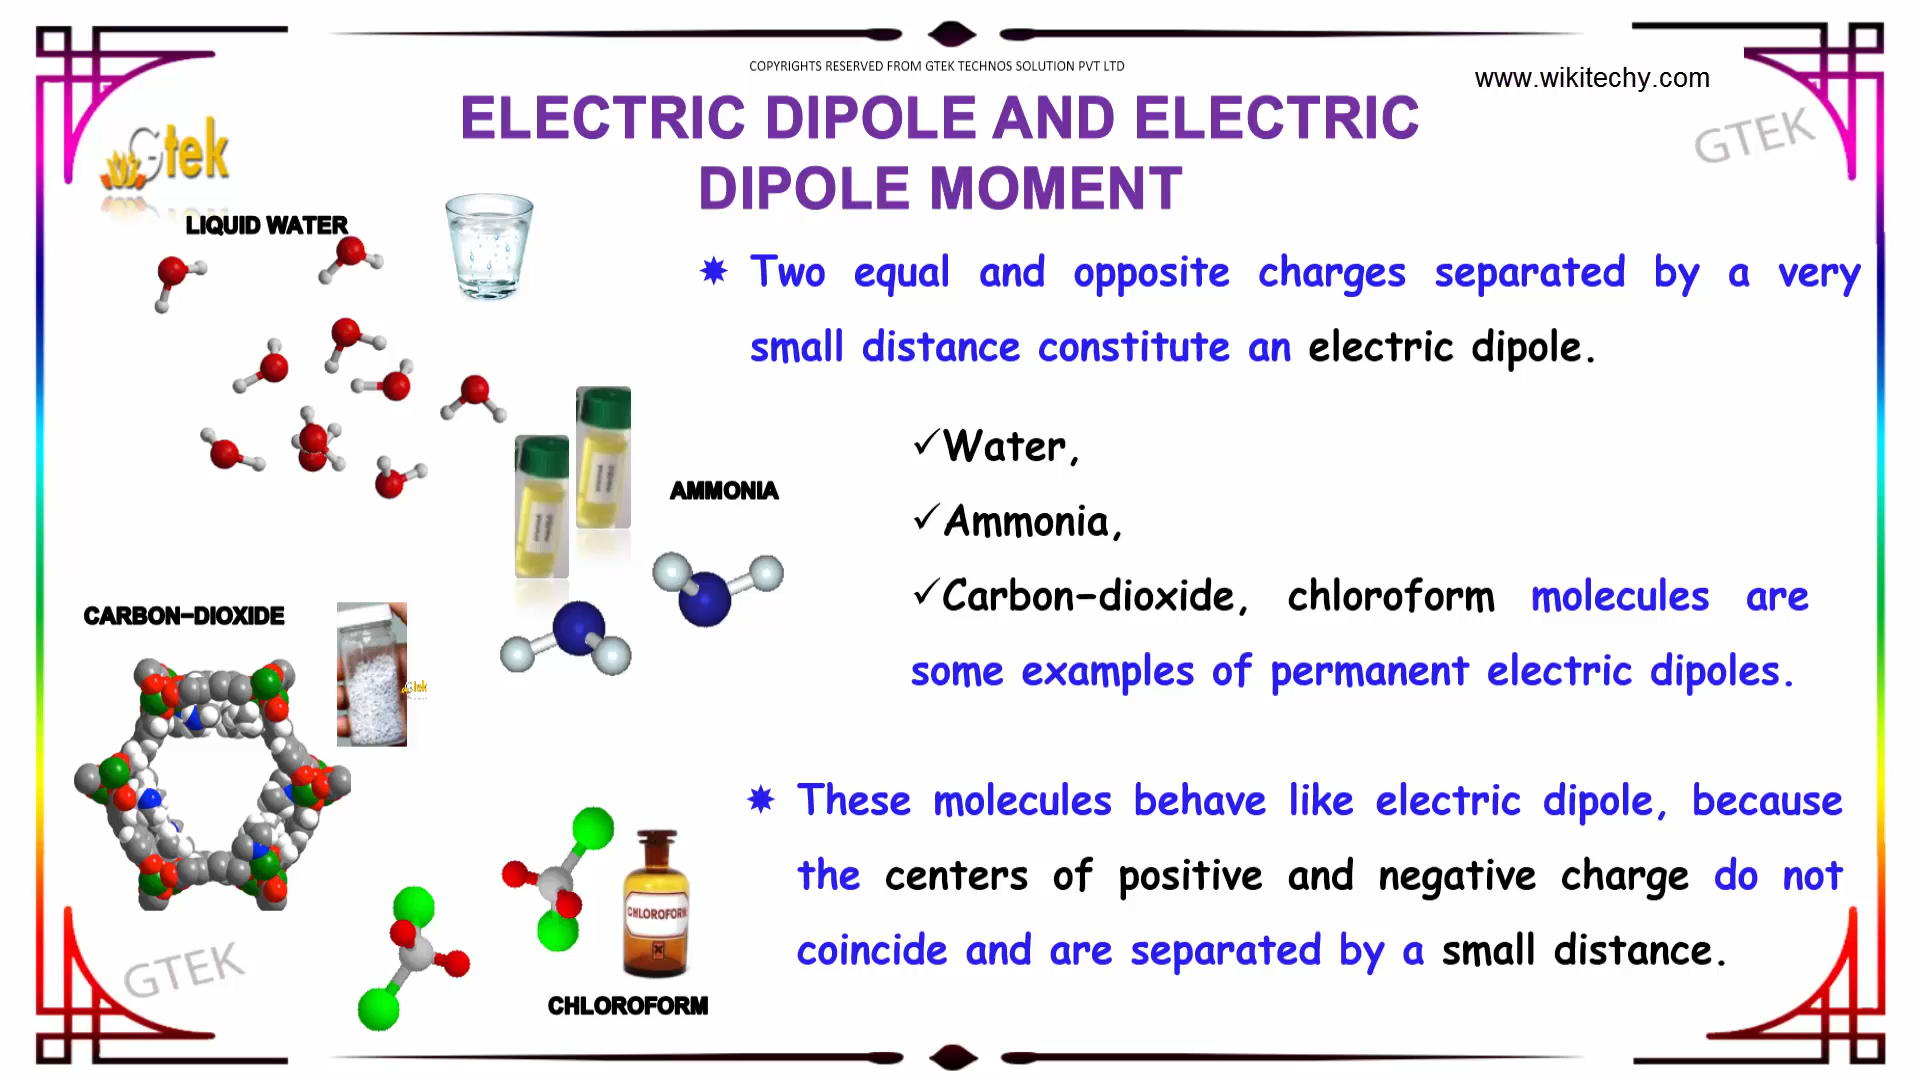 COPYRIGHTS RESERVED FROM GTEK TECHNOS SOLUTION PVT LTD
www.wikitechy.com
ELECTRIC DIPOLE AND ELECTRIC
DIPOLE MOMENT
Gtek
GTEK
LIQUID WATER
Two equal and opposite charges separated by a very
small distance constitute an electric dipole.
✓Water,
AMMONIA
✓Ammonia,
✓Carbon-dioxide, chloroform molecules are
some examples of permanent electric dipoles.
CARBON-DIOXIDE
Gtek
These molecules behave like electric dipole, because
the centers of positive and negative charge do not
coincide and are separated by a small distance.
CHLOROFORM
GTEK
CHLOROFORM